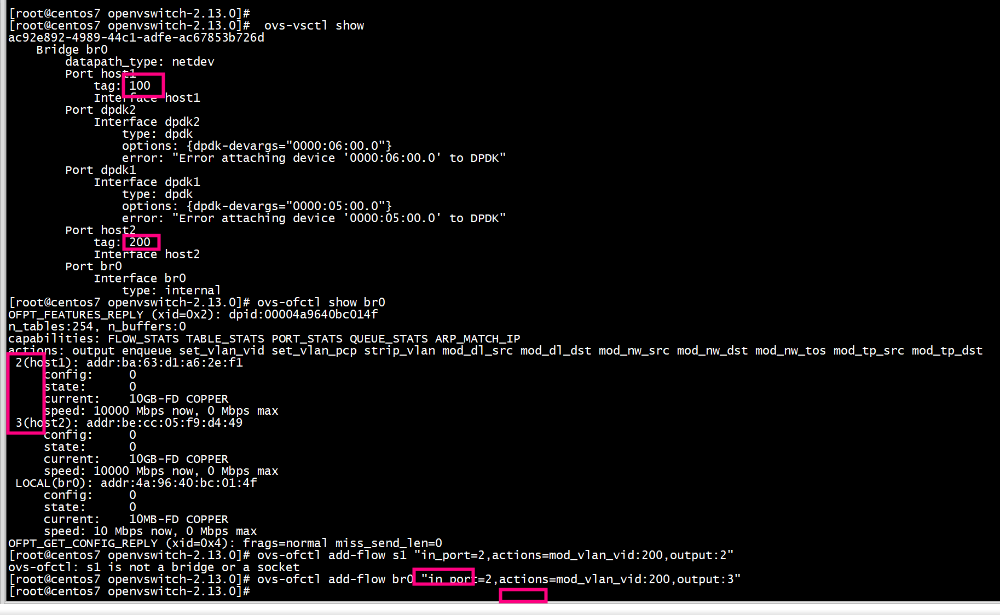 [root@centos7 openvswitch-2.13.0]#
[root@centos7 openvswitch-2.13.0]#  ovs-vsctl show
ac92e892-4989-44c1-adfe-ac67853b726d
    Bridge br0
        datapath_type: netdev
        Port host1
            tag: 100
            Interface host1
        Port dpdk2
            Interface dpdk2
                type: dpdk
                options: {dpdk-devargs="0000:06:00.0"}
                error: "Error attaching device '0000:06:00.0' to DPDK"
        Port dpdk1
            Interface dpdk1
                type: dpdk
                options: {dpdk-devargs="0000:05:00.0"}
                error: "Error attaching device '0000:05:00.0' to DPDK"
        Port host2
            tag: 200
            Interface host2
        Port br0
            Interface br0
                type: internal
[root@centos7 openvswitch-2.13.0]# ovs-ofctl show br0
OFPT_FEATURES_REPLY (xid=0x2): dpid:00004a9640bc014f
n_tables:254, n_buffers:0
capabilities: FLOW_STATS TABLE_STATS PORT_STATS QUEUE_STATS ARP_MATCH_IP
actions: output enqueue set_vlan_vid set_vlan_pcp strip_vlan mod_dl_src mod_dl_dst mod_nw_src mod_nw_dst mod_nw_tos mod_tp_src mod_tp_dst
 2(host1): addr:ba:63:d1:a6:2e:f1
     config:     0
     state:      0
     current:    10GB-FD COPPER
     speed: 10000 Mbps now, 0 Mbps max
 3(host2): addr:be:cc:05:f9:d4:49
     config:     0
     state:      0
     current:    10GB-FD COPPER
     speed: 10000 Mbps now, 0 Mbps max
 LOCAL(br0): addr:4a:96:40:bc:01:4f
     config:     0
     state:      0
     current:    10MB-FD COPPER
     speed: 10 Mbps now, 0 Mbps max
OFPT_GET_CONFIG_REPLY (xid=0x4): frags=normal miss_send_len=0
[root@centos7 openvswitch-2.13.0]# ovs-ofctl add-flow s1 "in_port=2,actions=mod_vlan_vid:200,output:2"
ovs-ofctl: s1 is not a bridge or a socket
[root@centos7 openvswitch-2.13.0]# ovs-ofctl add-flow br0 "in_port=2,actions=mod_vlan_vid:200,output:3"
[root@centos7 openvswitch-2.13.0]#